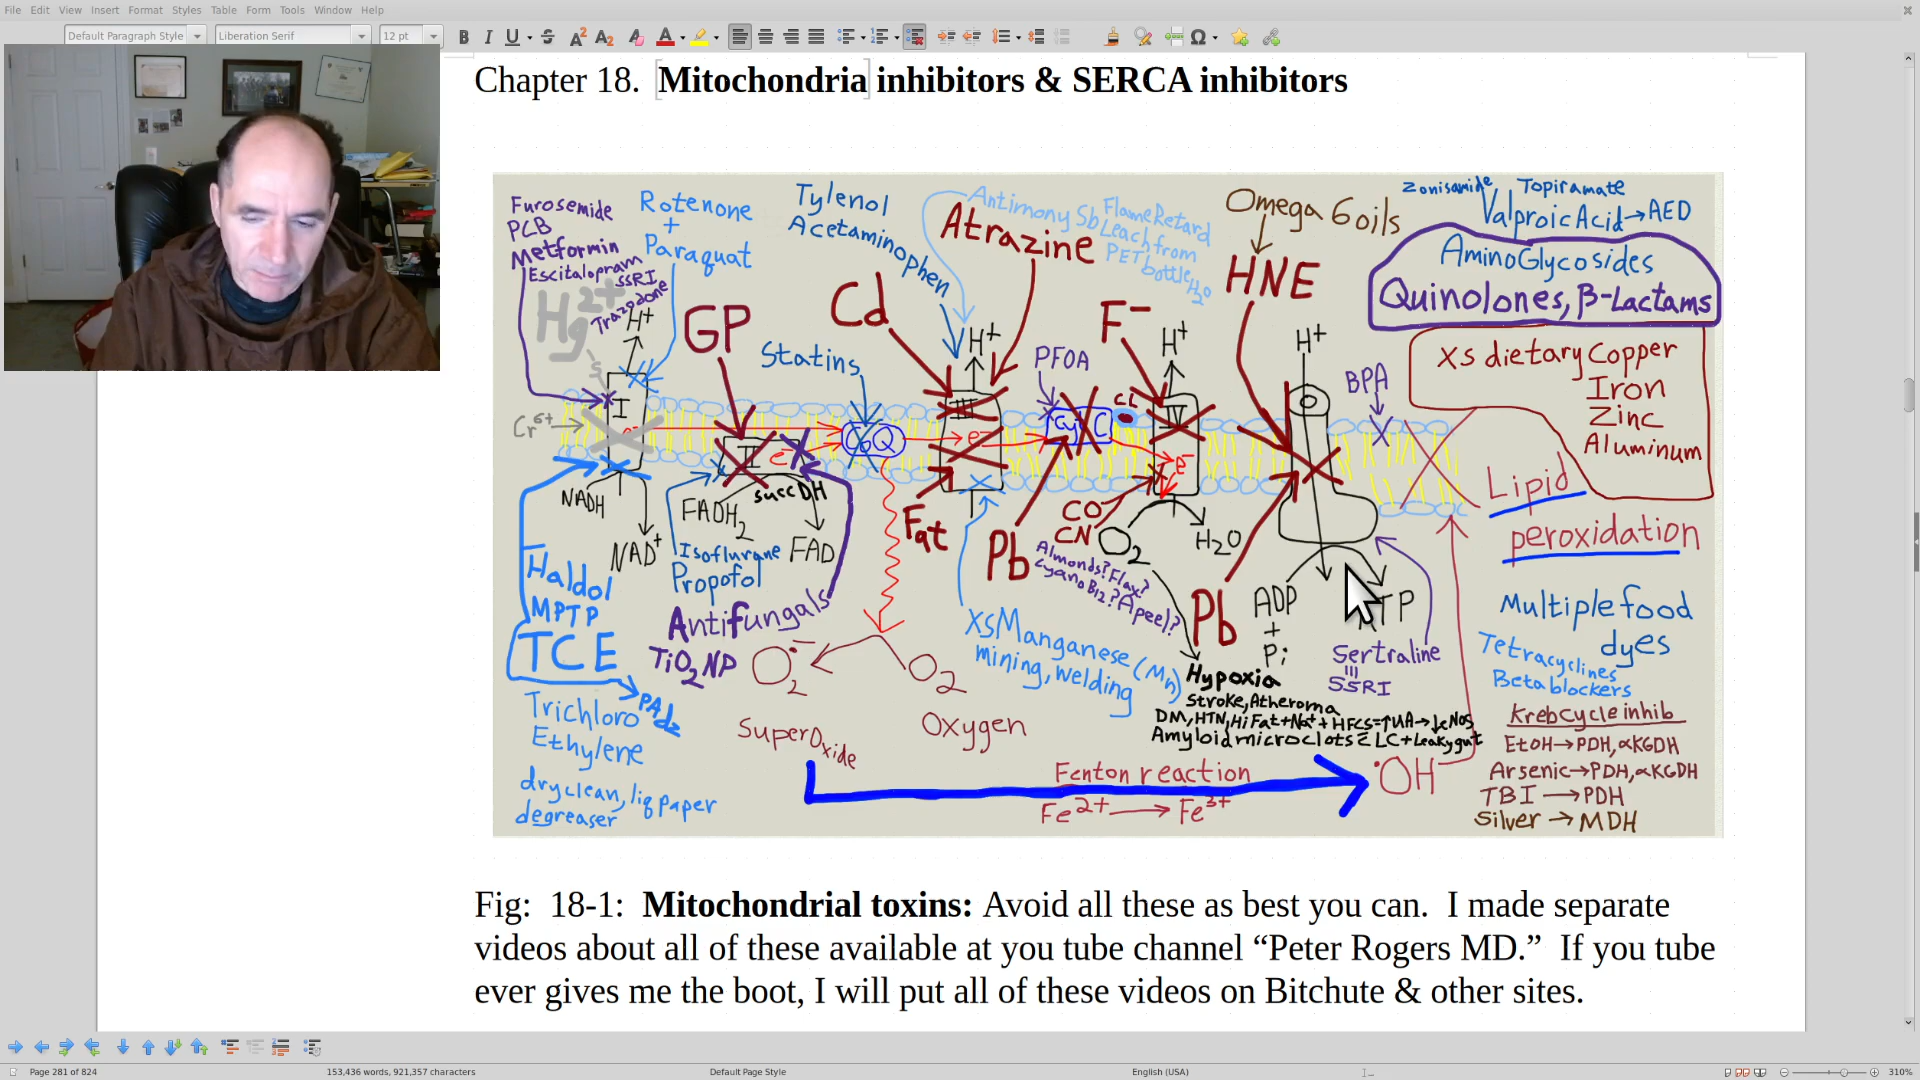 File Edit View Insert Format Styles Table Form Tools Window Help
Default Paragraph Style Liberation Serif 12 pt
Chapter 18. Mitochondria inhibitors & SERCA inhibitors
Furosemide
PCB
Metformin
Escitalopram
SSRI
Trazodone
Hg2+
S
H+
Rotenone
+
Paraquat
Tylenol
Acetaminophen
Antimony Sb Flame Retard
Leach from
PET bottle H2O
Atrazine
Omega 6 oils
HNE
Zonisamide Topiramate
Valproic Acid→AED
AminoGlycosides
Quinolones, β-Lactams
xs dietary Copper
Iron
Zinc
Aluminum
GP
Cd
Statins
H+
F-
H+
H+
PFOA
BPA
Cr6+
I
e-
II
e-
CoQ
III
e-
Cyt C
CL
IV
e-
Lipid
peroxidation
NADH
NAD+
FADH2
succDH
FAD
Isoflurane
Propofol
Fat
Pb
CO
CN
O2
H2O
Almonds? Flax?
Cyano B12? Apeel?
Haldol
MPTP
TCE
PAds
Trichloro
Ethylene
dryclean, liq paper
degreaser
Antifungals
TiO2NP
O2-
O2
SuperOxide
Oxygen
xsManganese (Mn)
mining, welding
Pb
ADP
+
Pi
ATP
Sertraline
SSRI
Hypoxia
Stroke, Atheroma
DM, HTN, HiFat+Na++HFCS=↑UA→↓eNOS
Amyloid microclots c̄ LC+Leakygut
Fenton reaction
Fe2+→Fe3+
·OH
Multiple food
dyes
Tetracyclines
Beta blockers
Krebcycle inhib
EtOH→PDH, αKGDH
Arsenic→PDH, αKGDH
TBI→PDH
Silver→MDH
Fig: 18-1: Mitochondrial toxins: Avoid all these as best you can. I made separate
videos about all of these available at you tube channel “Peter Rogers MD.” If you tube
ever gives me the boot, I will put all of these videos on Bitchute & other sites.
Page 281 of 824 153,436 words, 921,357 characters Default Page Style English (USA) 310%